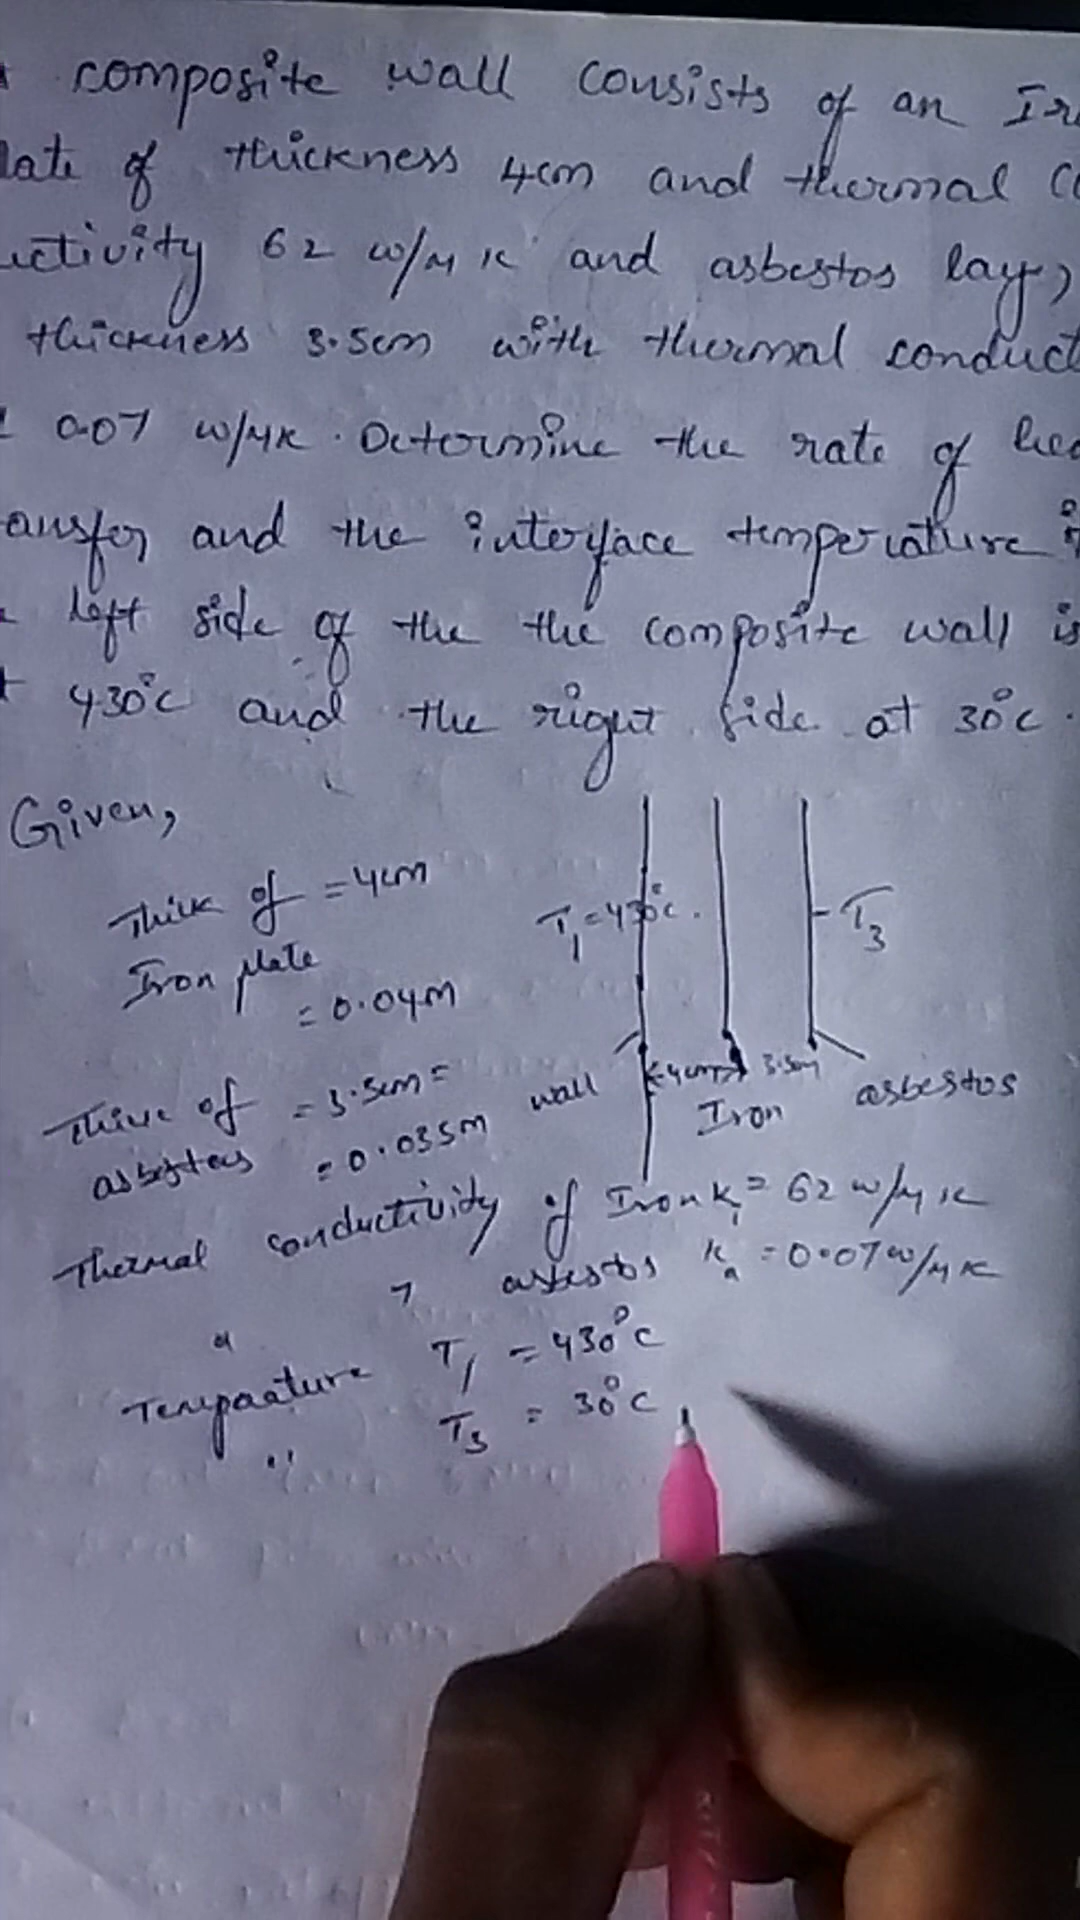 composite wall consists of an Ir
late of thickness 4cm and thermal co
uctivity 62 w/mk and asbestos lay,
thickness 3.5cm with thermal conduct
0.07 w/mk. Determine the rate of hea
ansfer and the interface temperature i
left side of the the composite wall is
430°c and the right side at 30°c.
Given,
Thick of = 4cm
Iron plate
= 0.04m
T1 = 430°c.
T3
Thick of = 3.5cm =
asbestos = 0.035m
wall
4cm
3.5cm
Iron
asbestos
Thermal conductivity of Iron k1 = 62 w/mk
" " asbestos ka = 0.07 w/mk
Tempaature T1 = 430°c
" T3 = 30°c